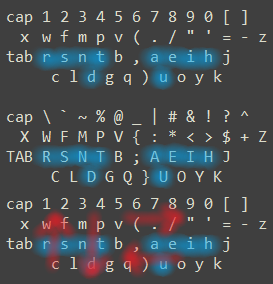 cap 1 2 3 4 5 6 7 8 9 0 [ ]
x w f m p v ( . / " ' = - z
tab r s n t b , a e i h j
c l d g q ) u o y k
cap \ ` ~ % @ _ | # & ! ? ^
X W F M P V { : * < > $ + Z
TAB R S N T B ; A E I H J
C L D G Q } U O Y K
cap 1 2 3 4 5 6 7 8 9 0 [ ]
x w f m p v ( . / " ' = - z
tab r s n t b , a e i h j
c l d g q ) u o y k